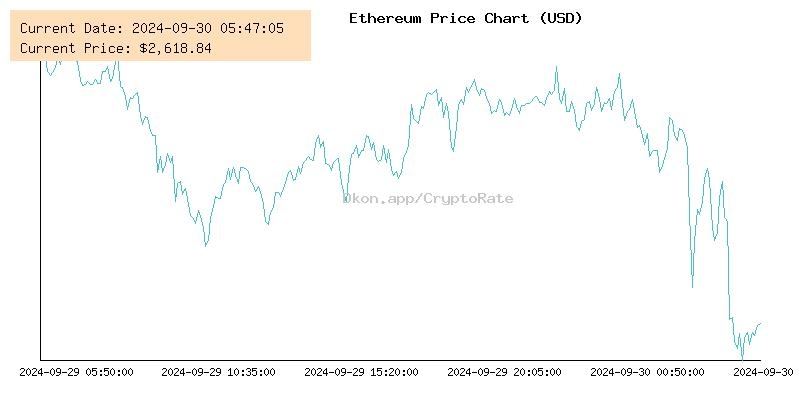 Ethereum Price Chart (USD)
Current Date: 2024-09-30 05:47:05
Current Price: $2,618.84
0kon.app/CryptoRate
2024-09-29 05:50:00 2024-09-29 10:35:00 2024-09-29 15:20:00 2024-09-29 20:05:00 2024-09-30 00:50:00 2024-09-30